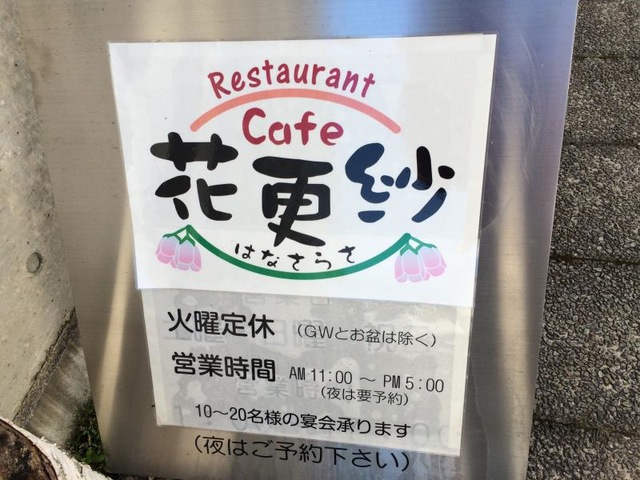 Restaurant
Cafe
花更紗
はなさらさ
火曜定休 (GWとお盆は除く)
営業時間 AM 11:00 ～ PM 5:00
(夜は要予約)
10～20名様の宴会承ります
(夜はご予約下さい)